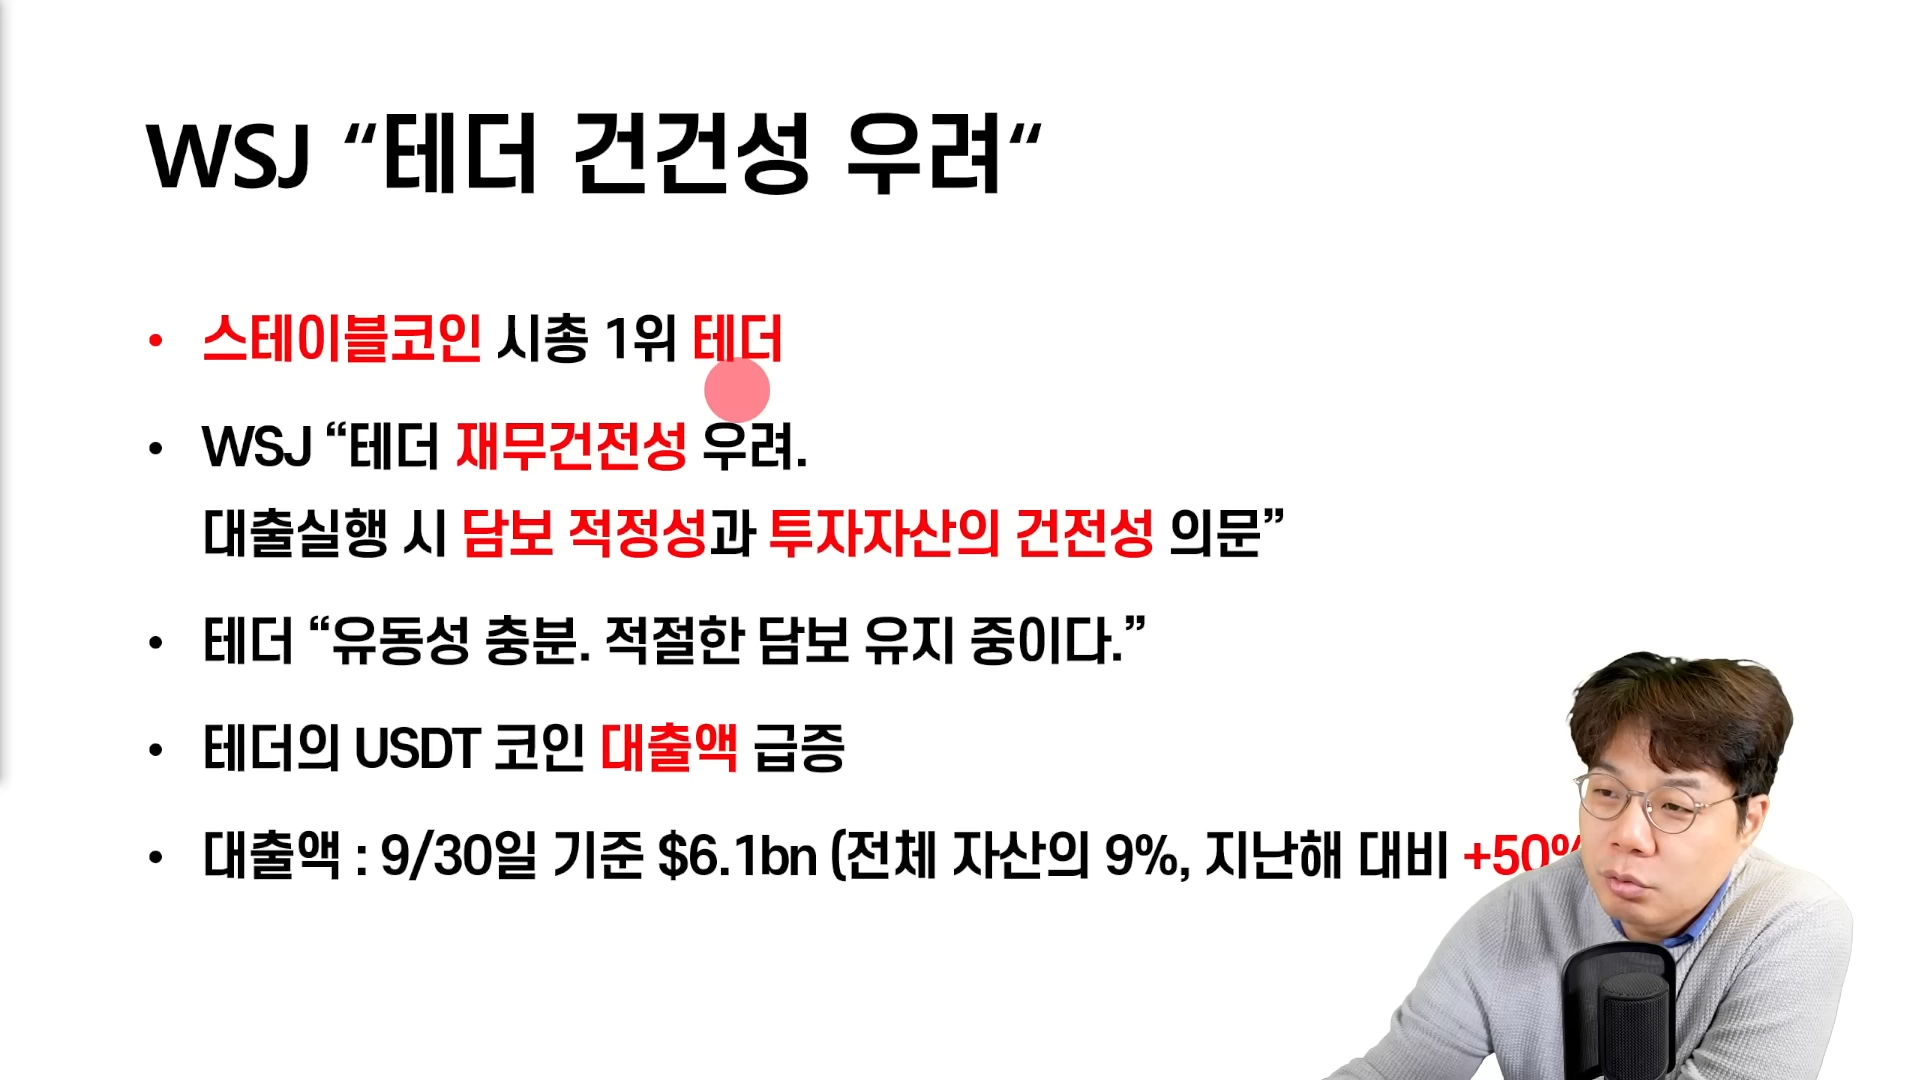 WSJ “테더 건건성 우려“
• 스테이블코인 시총 1위 테더
• WSJ “테더 재무건전성 우려.
대출실행 시 담보 적정성과 투자자산의 건전성 의문”
• 테더 “유동성 충분. 적절한 담보 유지 중이다.”
• 테더의 USDT 코인 대출액 급증
• 대출액 : 9/30일 기준 $6.1bn (전체 자산의 9%, 지난해 대비 +50%